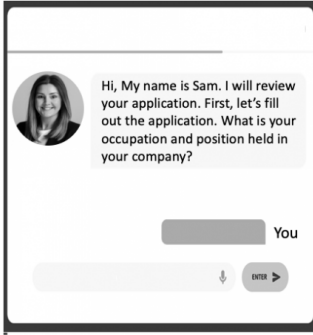 Hi, My name is Sam. I will review
your application. First, let's fill
out the application. What is your
occupation and position held in
your company?
You
ENTER